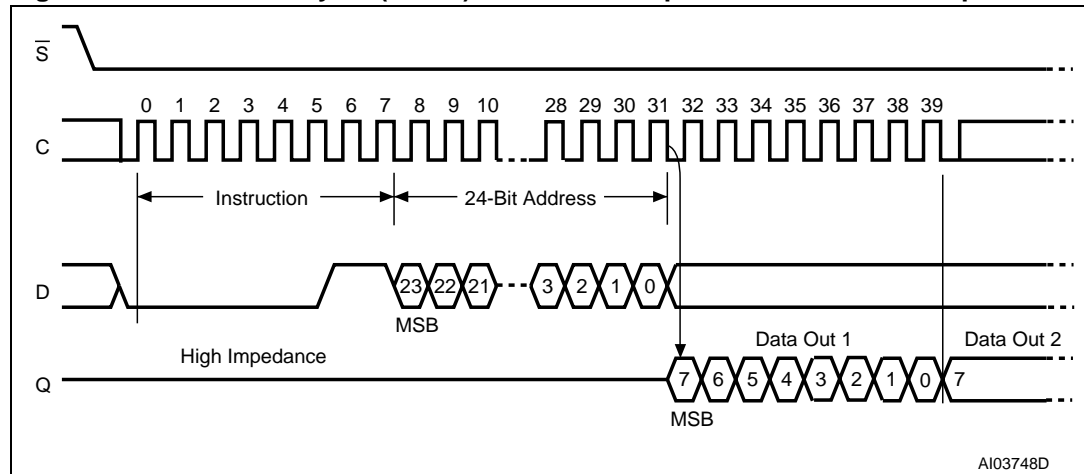 S
0 1 2 3 4 5 6 7 8 9 10 28 29 30 31 32 33 34 35 36 37 38 39
C
Instruction 24-Bit Address
D
23 22 21 3 2 1 0
MSB
High Impedance Data Out 1 Data Out 2
Q
7 6 5 4 3 2 1 0 7
MSB
AI03748D